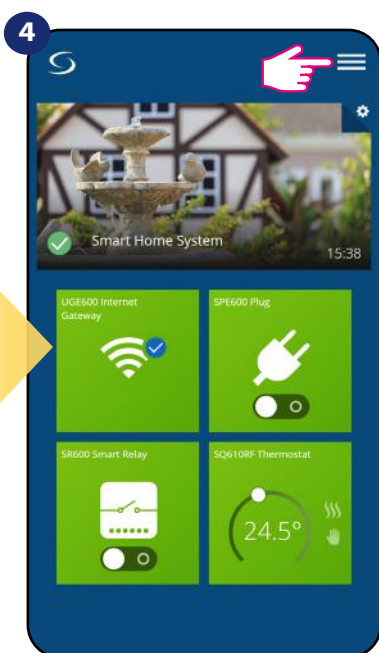 4
Smart Home System
15:38
UGE600 Internet
Gateway
SPE600 Plug
SR600 Smart Relay
SQ610RF Thermostat
24.5°